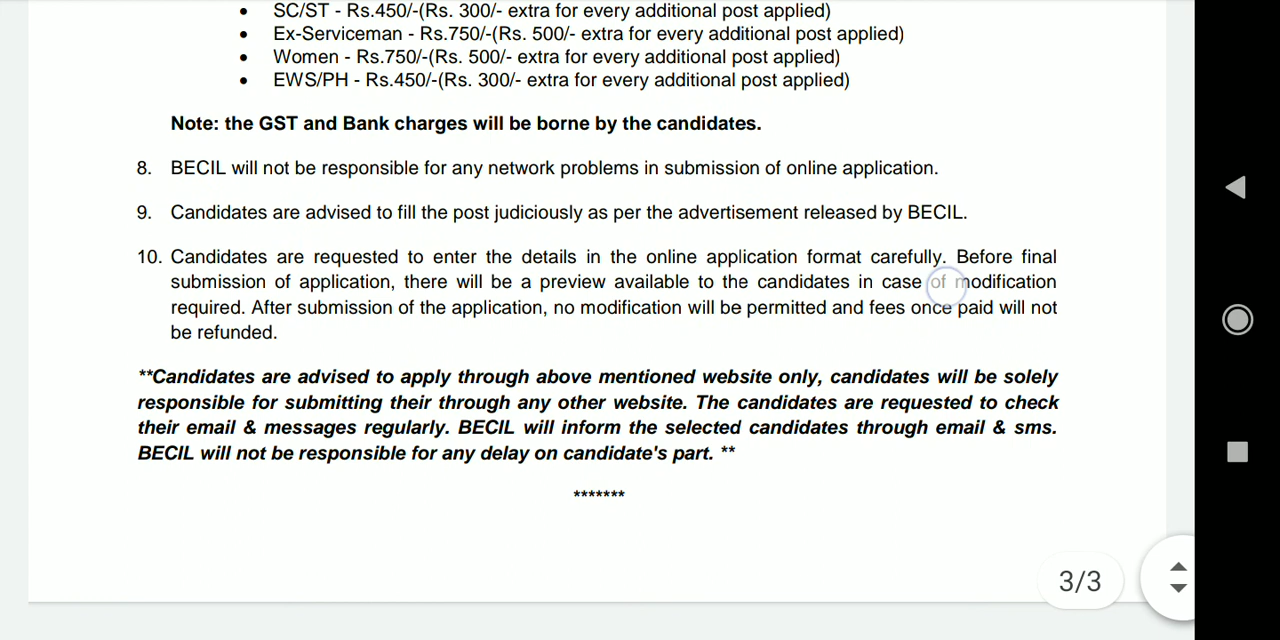 • SC/ST - Rs.450/-(Rs. 300/- extra for every additional post applied)
• Ex-Serviceman - Rs.750/-(Rs. 500/- extra for every additional post applied)
• Women - Rs.750/-(Rs. 500/- extra for every additional post applied)
• EWS/PH - Rs.450/-(Rs. 300/- extra for every additional post applied)
Note: the GST and Bank charges will be borne by the candidates.
8. BECIL will not be responsible for any network problems in submission of online application.
9. Candidates are advised to fill the post judiciously as per the advertisement released by BECIL.
10. Candidates are requested to enter the details in the online application format carefully. Before final
submission of application, there will be a preview available to the candidates in case of modification
required. After submission of the application, no modification will be permitted and fees once paid will not
be refunded.
**Candidates are advised to apply through above mentioned website only, candidates will be solely
responsible for submitting their through any other website. The candidates are requested to check
their email & messages regularly. BECIL will inform the selected candidates through email & sms.
BECIL will not be responsible for any delay on candidate's part. **
*******
3/3